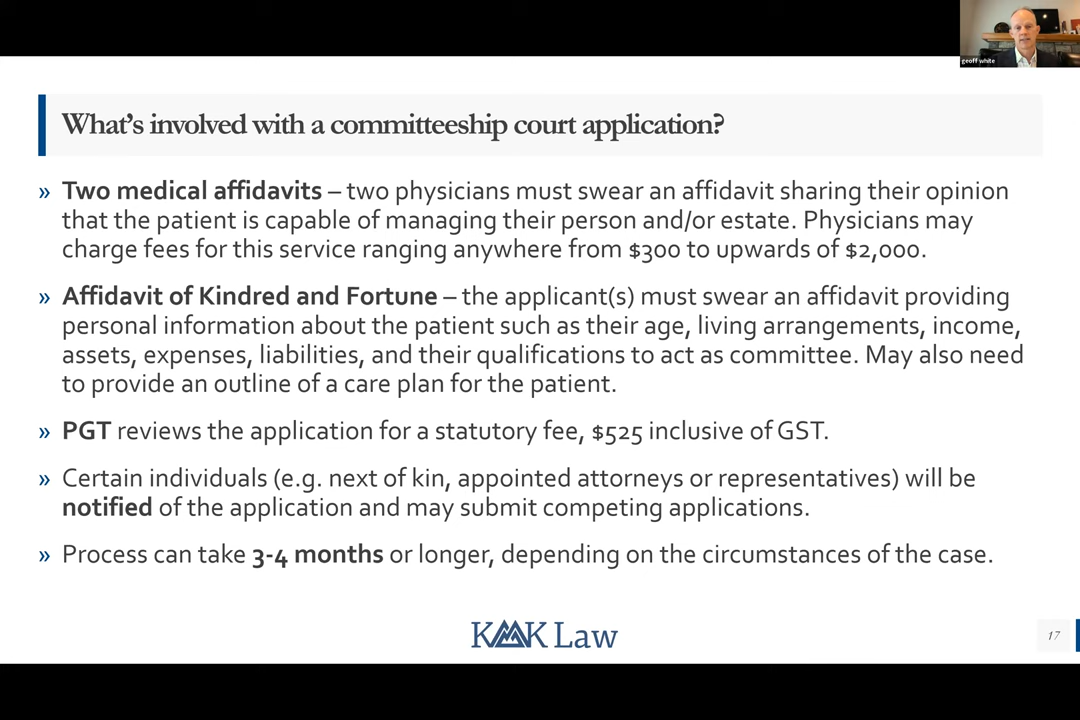 geoff white
What's involved with a committeeship court application?
» Two medical affidavits – two physicians must swear an affidavit sharing their opinion
that the patient is capable of managing their person and/or estate. Physicians may
charge fees for this service ranging anywhere from $300 to upwards of $2,000.
» Affidavit of Kindred and Fortune – the applicant(s) must swear an affidavit providing
personal information about the patient such as their age, living arrangements, income,
assets, expenses, liabilities, and their qualifications to act as committee. May also need
to provide an outline of a care plan for the patient.
» PGT reviews the application for a statutory fee, $525 inclusive of GST.
» Certain individuals (e.g. next of kin, appointed attorneys or representatives) will be
notified of the application and may submit competing applications.
» Process can take 3-4 months or longer, depending on the circumstances of the case.
KMK Law
17